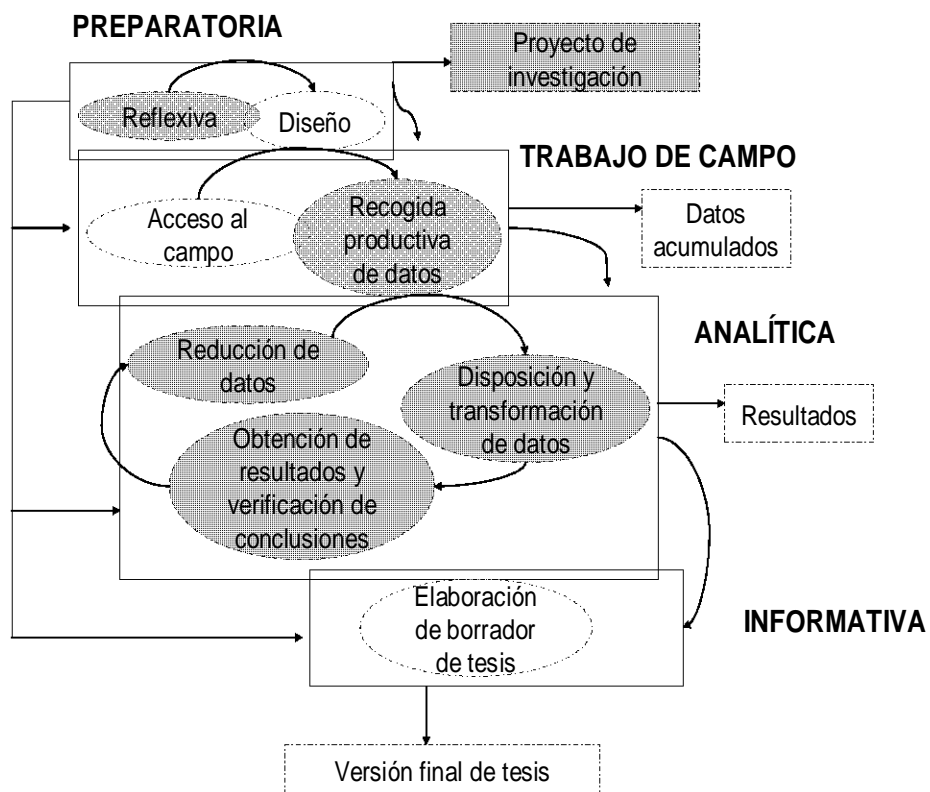 PREPARATORIA
Proyecto de
investigación
Reflexiva
Diseño
TRABAJO DE CAMPO
Acceso al
campo
Recogida
productiva
de datos
Datos
acumulados
ANALÍTICA
Reducción de
datos
Disposición y
transformación
de datos
Resultados
Obtención de
resultados y
verificación de
conclusiones
INFORMATIVA
Elaboración
de borrador
de tesis
Versión final de tesis